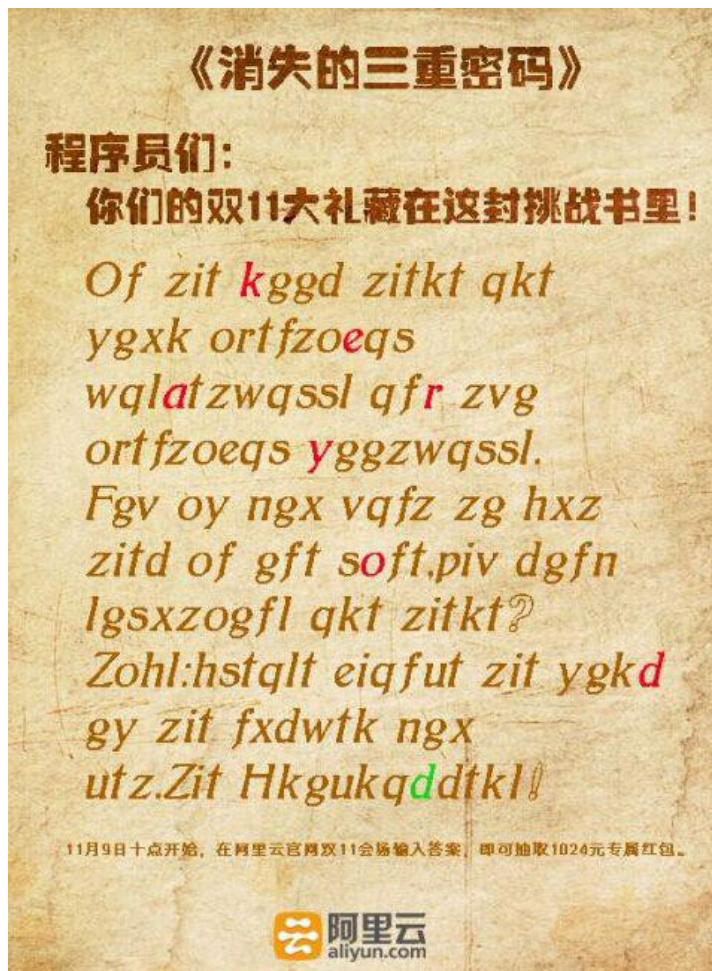 《消失的三重密码》
程序员们：
你们的双11大礼藏在这封挑战书里！
Of zit kggd zitkt qkt
ygxk ortfzoeqs
wqlatzwqssl qfr zvg
ortfzoeqs yggzwqssl.
Fgv oy ngx vqfz zg hxz
zitd of gft soft,piv dgfn
lgsxzogfl qkt zitkt?
Zohl:hstqlt eiqfut zit ygkd
gy zit fxdwtk ngx
utz.Zit Hkgukqddtkl!
11月9日十点开始，在阿里云官网双11会场输入答案，即可抽取1024元专属红包。
阿里云
aliyun.com